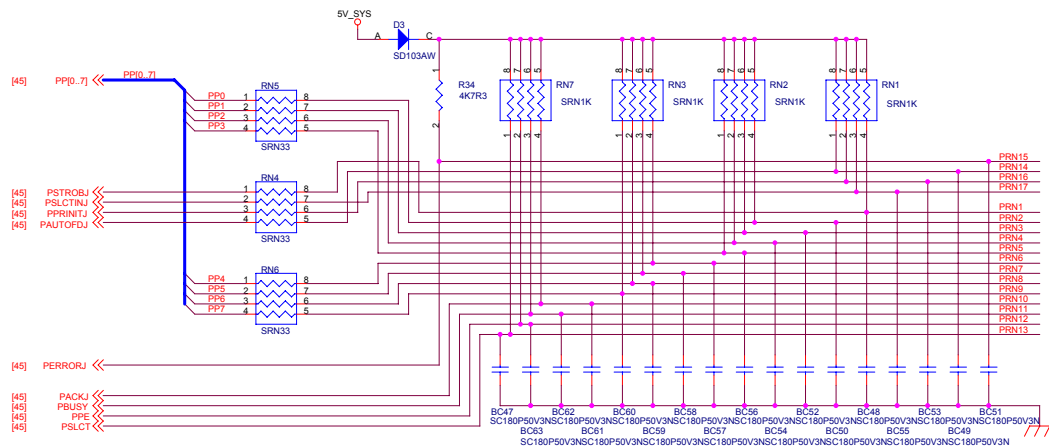 5V_SYS
D3
A
C
SD103AW
[45] PP[0..7]
PP[0..7]
R34
4K7R3
1
2
8 7 6 5
RN7
SRN1K
1 2 3 4
8 7 6 5
RN3
SRN1K
1 2 3 4
8 7 6 5
RN2
SRN1K
1 2 3 4
8 7 6 5
RN1
SRN1K
1 2 3 4
RN5
PP0 1 8
PP1 2 7
PP2 3 6
PP3 4 5
SRN33
RN4
[45] PSTROBJ 1 8
[45] PSLCTINJ 2 7
[45] PPRINITJ 3 6
[45] PAUTOFDJ 4 5
SRN33
RN6
PP4 1 8
PP5 2 7
PP6 3 6
PP7 4 5
SRN33
PRN15
PRN14
PRN16
PRN17
PRN1
PRN2
PRN3
PRN4
PRN5
PRN6
PRN7
PRN8
PRN9
PRN10
PRN11
PRN12
PRN13
[45] PERRORJ
[45] PACKJ
[45] PBUSY
[45] PPE
[45] PSLCT
BC47 BC62 BC60 BC58 BC56 BC52 BC48 BC53 BC51
SC180P50V3NSC180P50V3NSC180P50V3NSC180P50V3NSC180P50V3NSC180P50V3NSC180P50V3NSC180P50V3NSC180P50V3N
BC63 BC61 BC59 BC57 BC54 BC50 BC55 BC49
SC180P50V3NSC180P50V3NSC180P50V3NSC180P50V3NSC180P50V3NSC180P50V3NSC180P50V3NSC180P50V3N